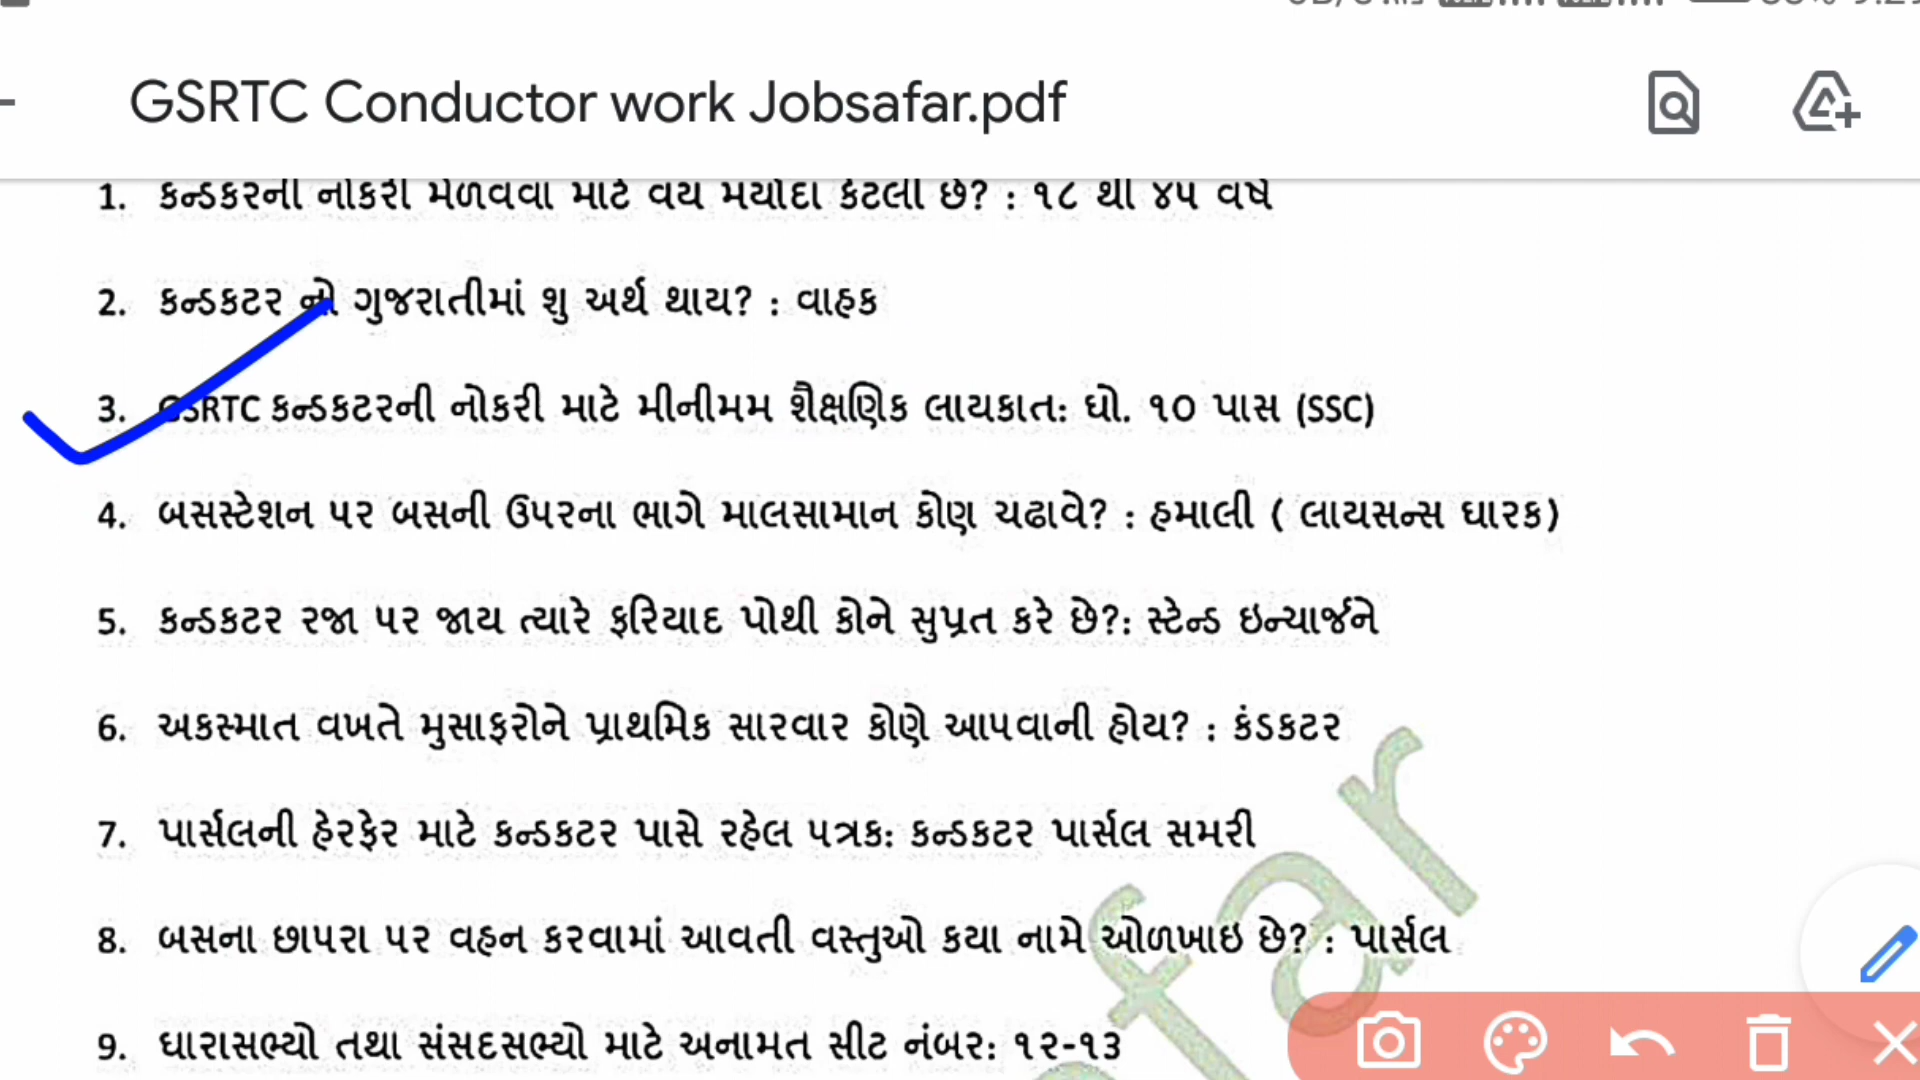 GSRTC Conductor work Jobsafar.pdf
1. કન્ડકરની નોકરી મેળવવા માટે વય મર્યાદા કેટલી છે? : ૧૮ થી ૪૫ વર્ષ
2. કન્ડકટર નો ગુજરાતીમાં શુ અર્થ થાય? : વાહક
3. GSRTC કન્ડકટરની નોકરી માટે મીનીમમ શૈક્ષણિક લાયકાત: ધો. ૧૦ પાસ (SSC)
4. બસસ્ટેશન પર બસની ઉપરના ભાગે માલસામાન કોણ ચઢાવે? : હમાલી ( લાયસન્સ ધારક)
5. કન્ડકટર રજા પર જાય ત્યારે ફરિયાદ પોથી કોને સુપ્રત કરે છે?: સ્ટેન્ડ ઇન્ચાર્જને
6. અકસ્માત વખતે મુસાફરોને પ્રાથમિક સારવાર કોણે આપવાની હોય? : કંડકટર
7. પાર્સલની હેરફેર માટે કન્ડકટર પાસે રહેલ પત્રક: કન્ડકટર પાર્સલ સમરી
8. બસના છાપરા પર વહન કરવામાં આવતી વસ્તુઓ કયા નામે ઓળખાઇ છે? : પાર્સલ
9. ધારાસભ્યો તથા સંસદસભ્યો માટે અનામત સીટ નંબર: ૧૨-૧૩
far